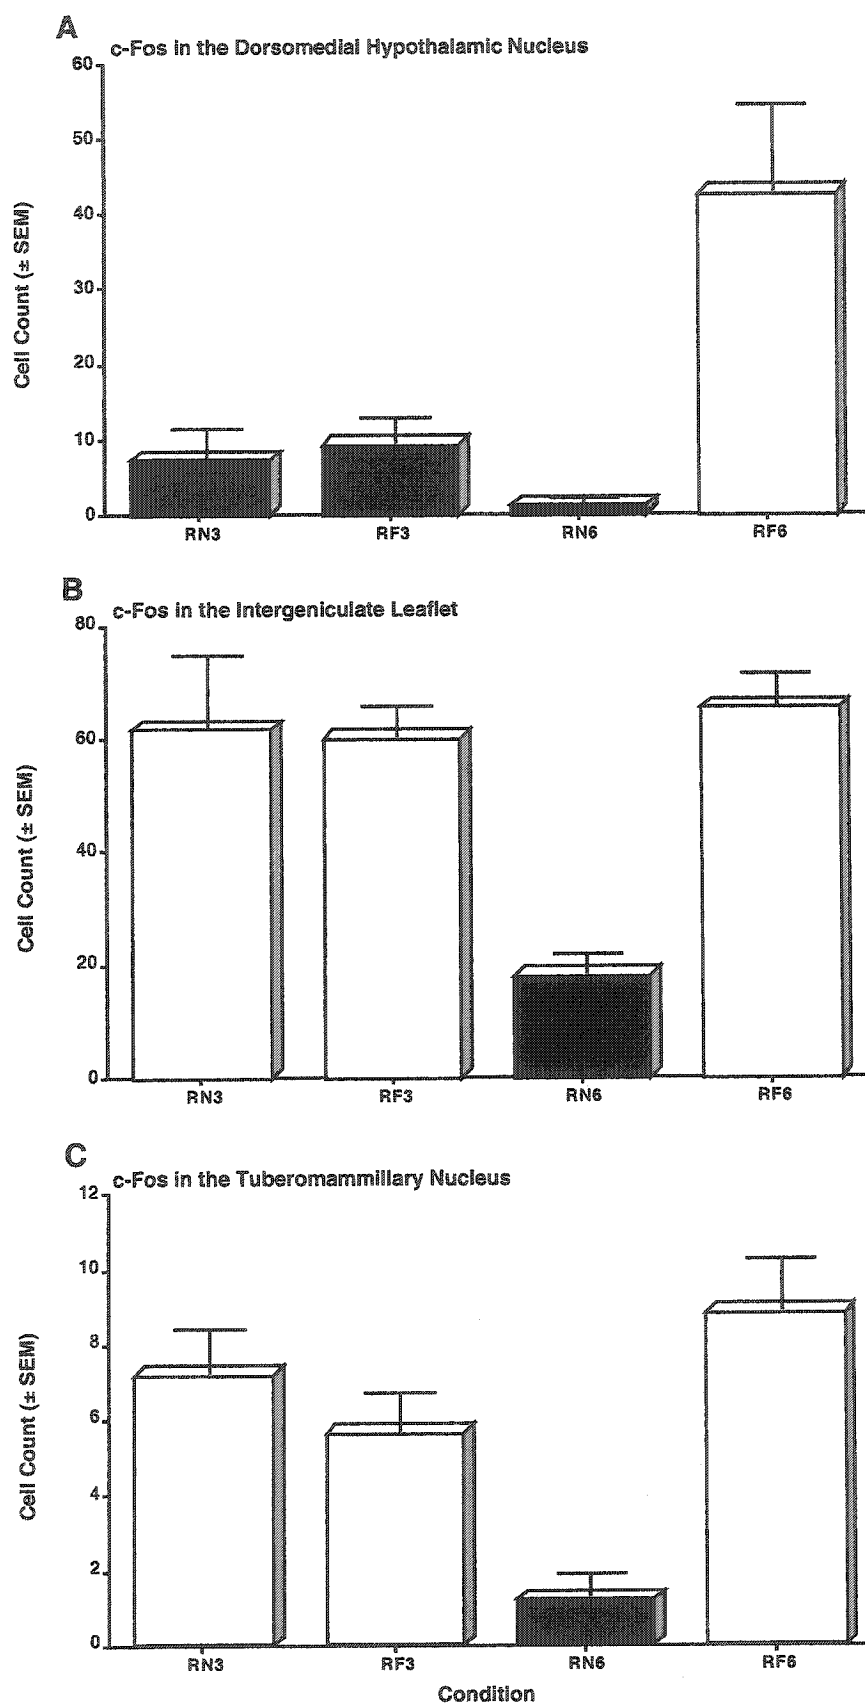 A
c-Fos in the Dorsomedial Hypothalamic Nucleus
60
50
40
30
20
10
0
Cell Count (± SEM)
RN3 RF3 RN6 RF6
B
c-Fos in the Intergeniculate Leaflet
80
60
40
20
0
Cell Count (± SEM)
RN3 RF3 RN6 RF6
C
c-Fos in the Tuberomammillary Nucleus
12
10
8
6
4
2
0
Cell Count (± SEM)
RN3 RF3 RN6 RF6
Condition